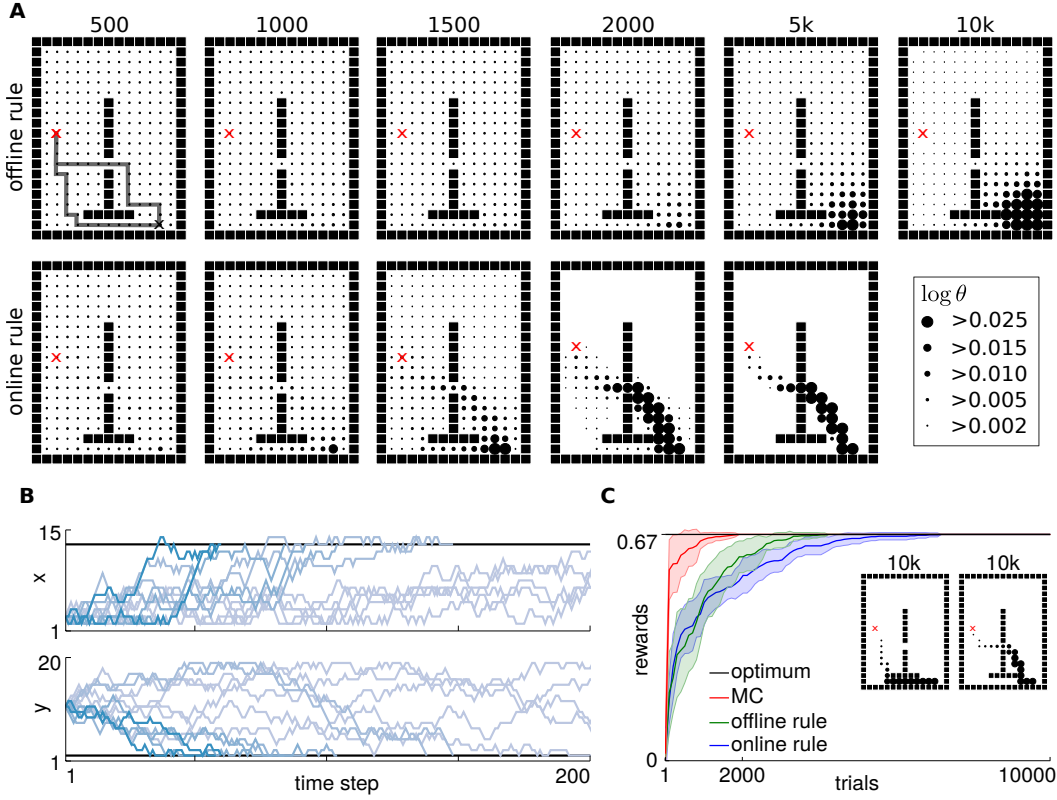 A
500 1000 1500 2000 5k 10k
offline rule
online rule
log θ
>0.025
>0.015
>0.010
>0.005
>0.002
B
15
x
1
20
y
1
1 time step 200
C
0.67
rewards
0
10k 10k
optimum
MC
offline rule
online rule
1 2000 trials 10000